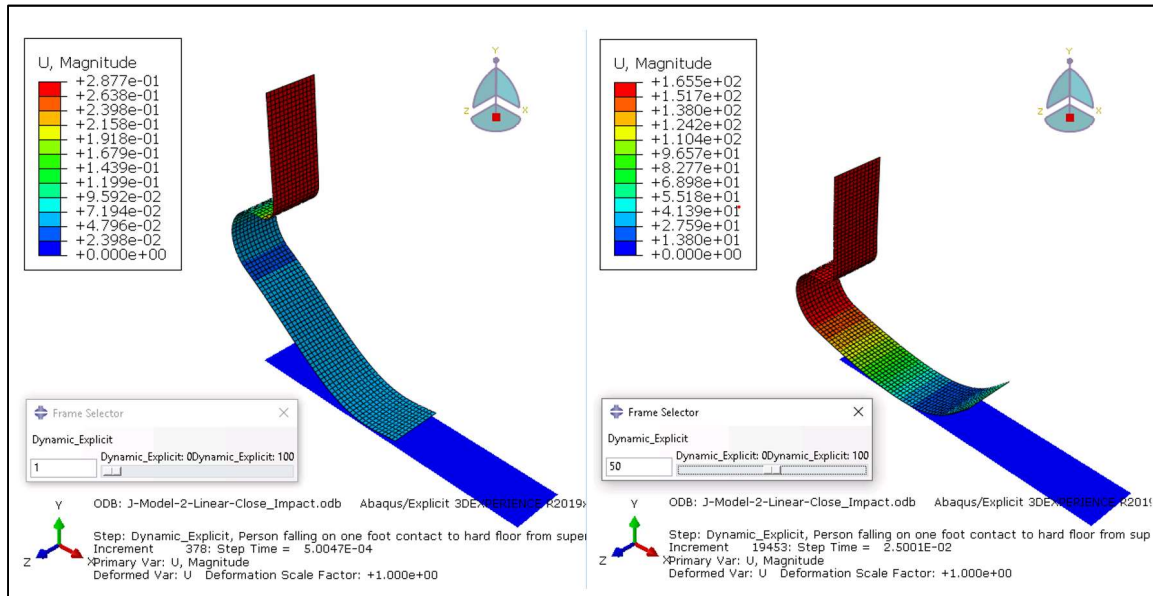 U, Magnitude
+2.877e-01
+2.638e-01
+2.398e-01
+2.158e-01
+1.918e-01
+1.679e-01
+1.439e-01
+1.199e-01
+9.592e-02
+7.194e-02
+4.796e-02
+2.398e-02
+0.000e+00
Y
Z
X
Frame Selector
Dynamic_Explicit
Dynamic_Explicit: 0Dynamic_Explicit: 100
1
Y
Z
X
ODB: J-Model-2-Linear-Close_Impact.odb Abaqus/Explicit 3DEXPERIENCE R2019x
Step: Dynamic_Explicit, Person falling on one foot contact to hard floor from super
Increment 378: Step Time = 5.0047E-04
Primary Var: U, Magnitude
Deformed Var: U Deformation Scale Factor: +1.000e+00
U, Magnitude
+1.655e+02
+1.517e+02
+1.380e+02
+1.242e+02
+1.104e+02
+9.657e+01
+8.277e+01
+6.898e+01
+5.518e+01
+4.139e+01
+2.759e+01
+1.380e+01
+0.000e+00
Y
Z
X
Frame Selector
Dynamic_Explicit
Dynamic_Explicit: 0Dynamic_Explicit: 100
50
Y
Z
X
ODB: J-Model-2-Linear-Close_Impact.odb Abaqus/Explicit 3DEXPERIENCE R2019
Step: Dynamic_Explicit, Person falling on one foot contact to hard floor from sup
Increment 19453: Step Time = 2.5001E-02
Primary Var: U, Magnitude
Deformed Var: U Deformation Scale Factor: +1.000e+00